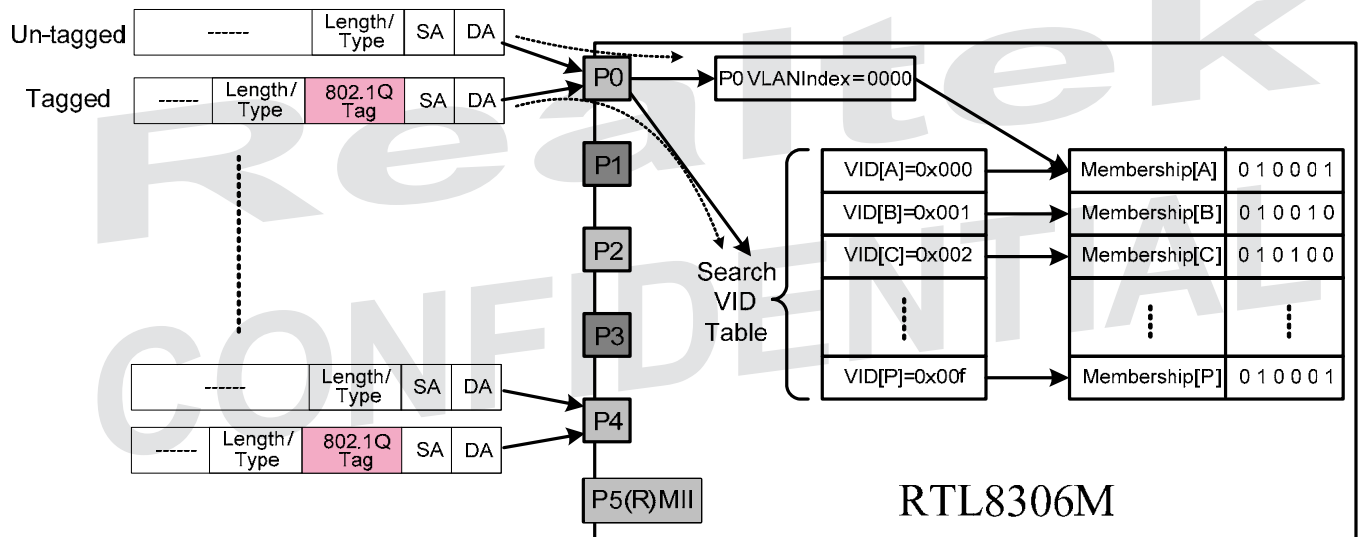 Realtek
CONFIDENTIAL
Un-tagged
------ Length/
Type SA DA
Tagged
------ Length/
Type 802.1Q
Tag SA DA
P0
P0 VLANIndex=0000
P1
P2
P3
P4
P5(R)MII
Search
VID
Table
VID[A]=0x000 Membership[A] 0 1 0 0 0 1
VID[B]=0x001 Membership[B] 0 1 0 0 1 0
VID[C]=0x002 Membership[C] 0 1 0 1 0 0
VID[P]=0x00f Membership[P] 0 1 0 0 0 1
------ Length/
Type SA DA
------ Length/
Type 802.1Q
Tag SA DA
RTL8306M